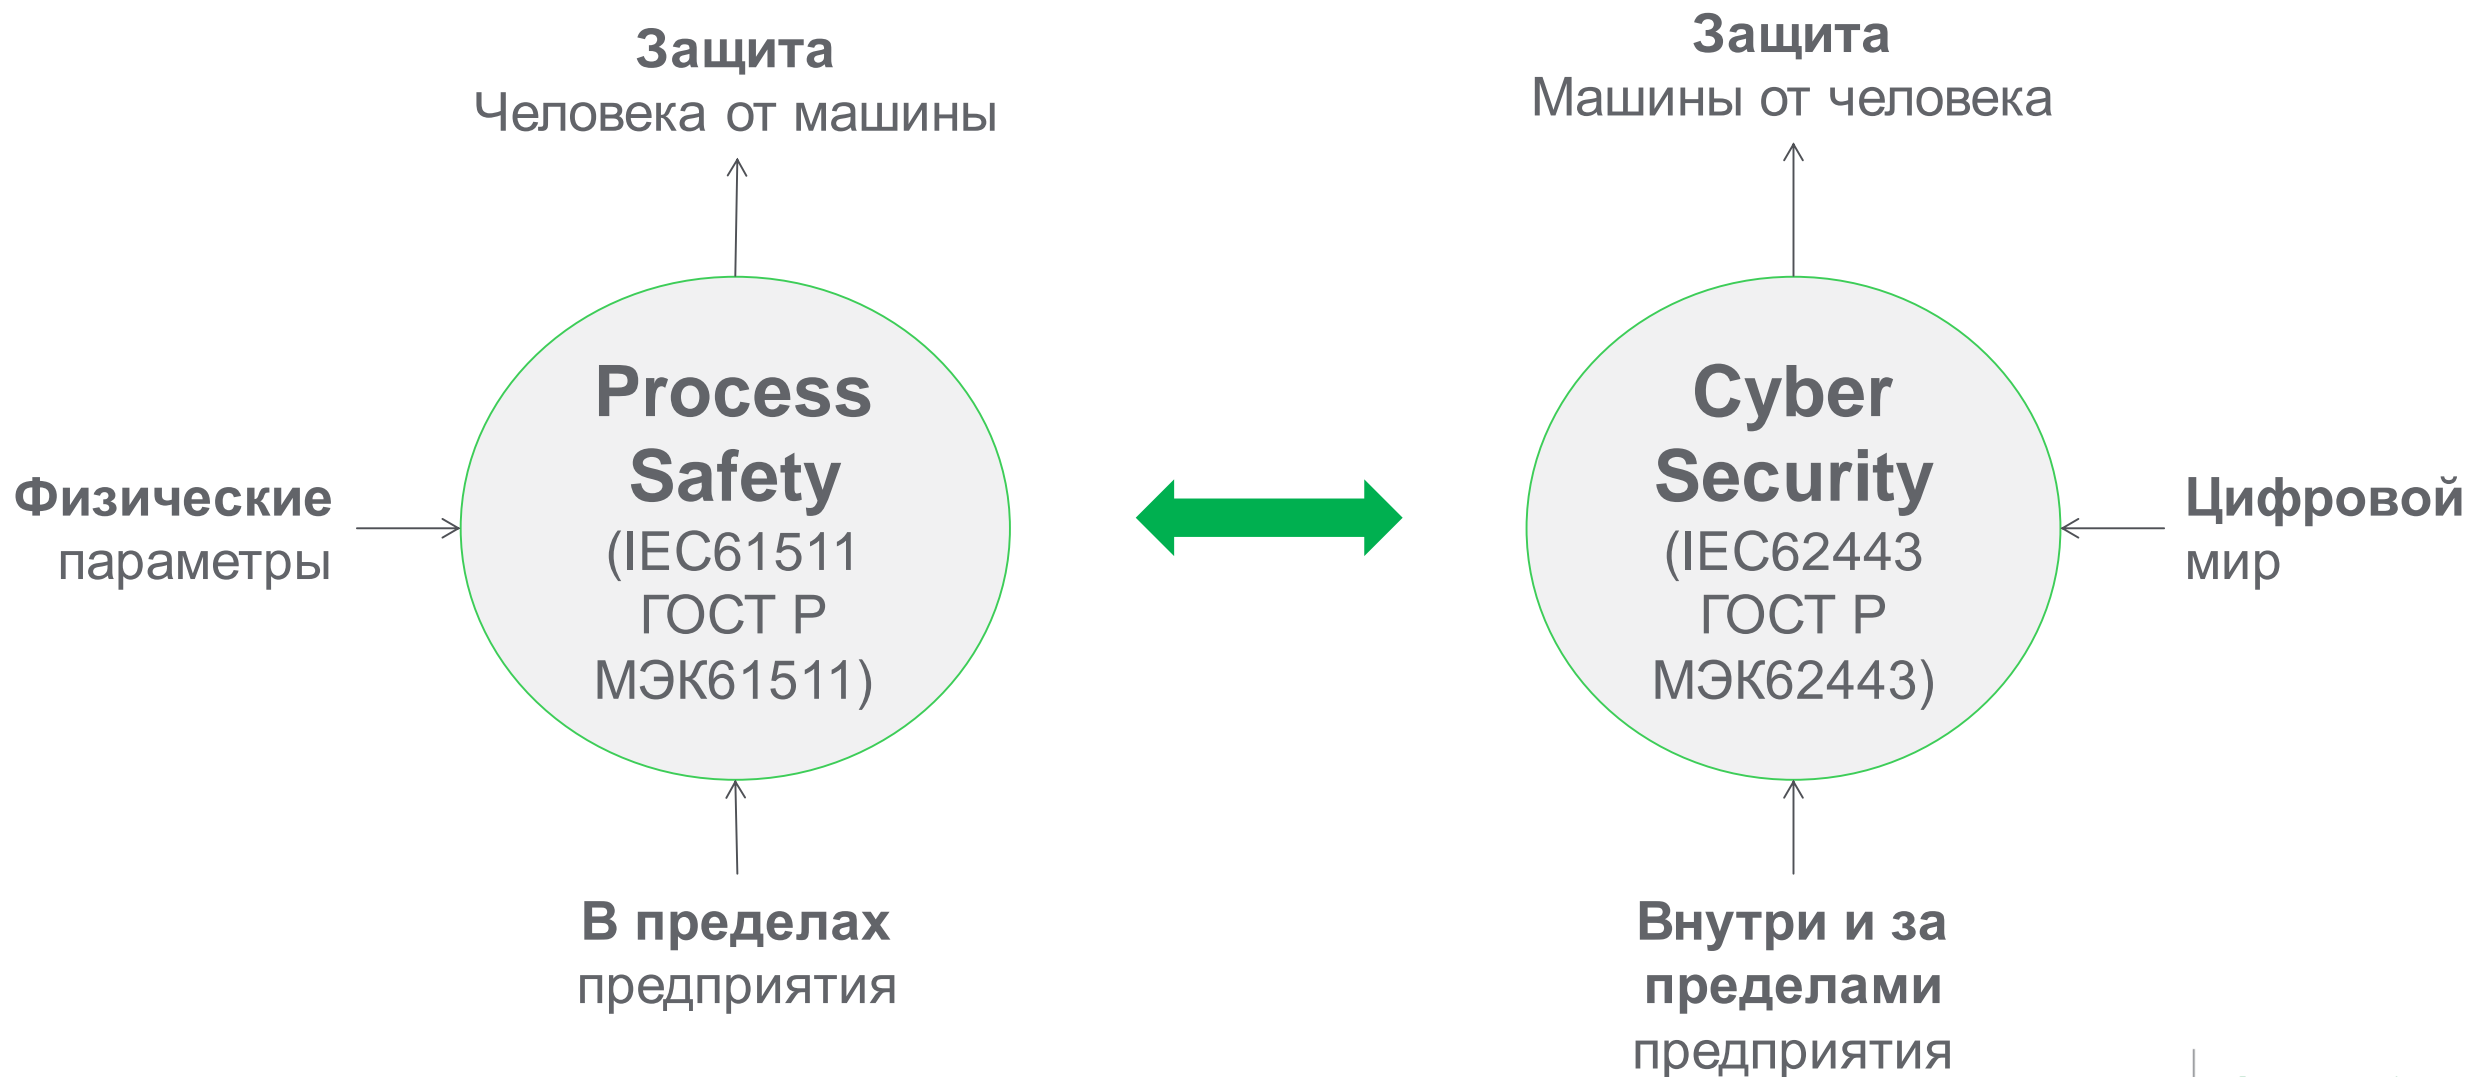 Защита
Человека от машины
Защита
Машины от человека
Process
Safety
(IEC61511
ГОСТ Р
МЭК61511)
Cyber
Security
(IEC62443
ГОСТ Р
МЭК62443)
Физические
параметры
Цифровой
мир
В пределах
предприятия
Внутри и за
пределами
предприятия